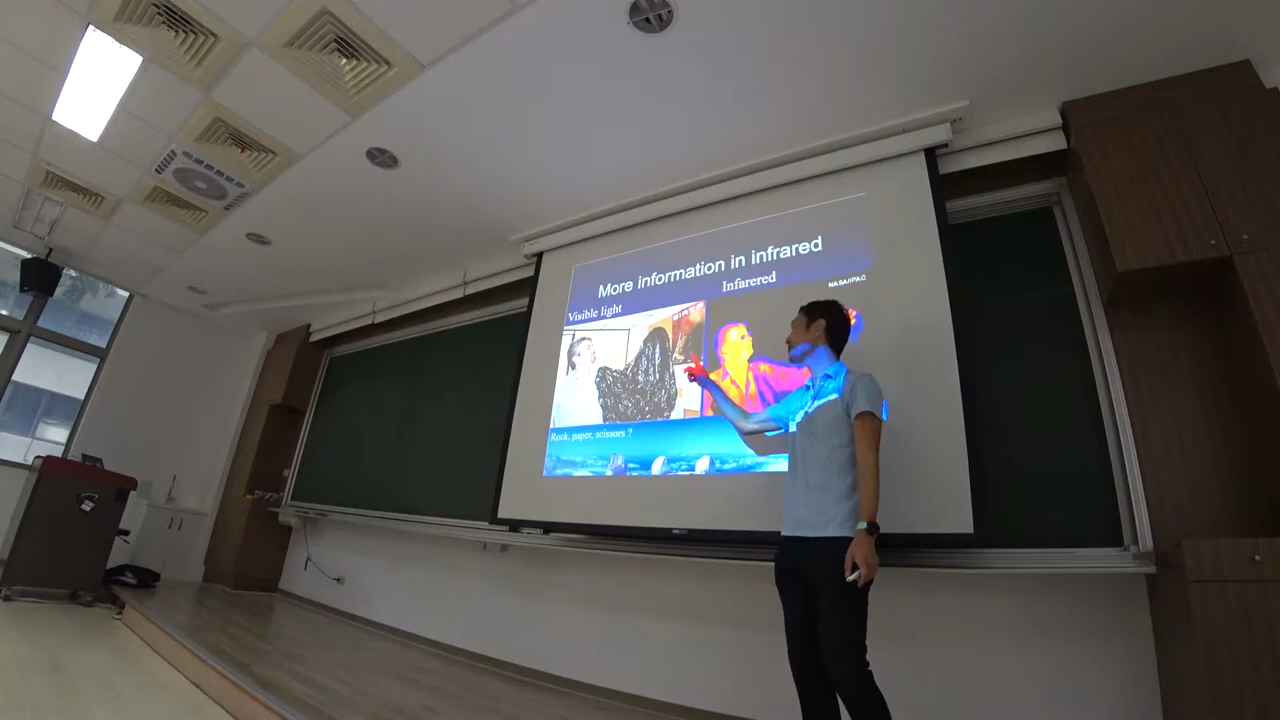 More information in infrared
Visible light
Infarered
NASA/IPAC
Rock, paper, scissors ?